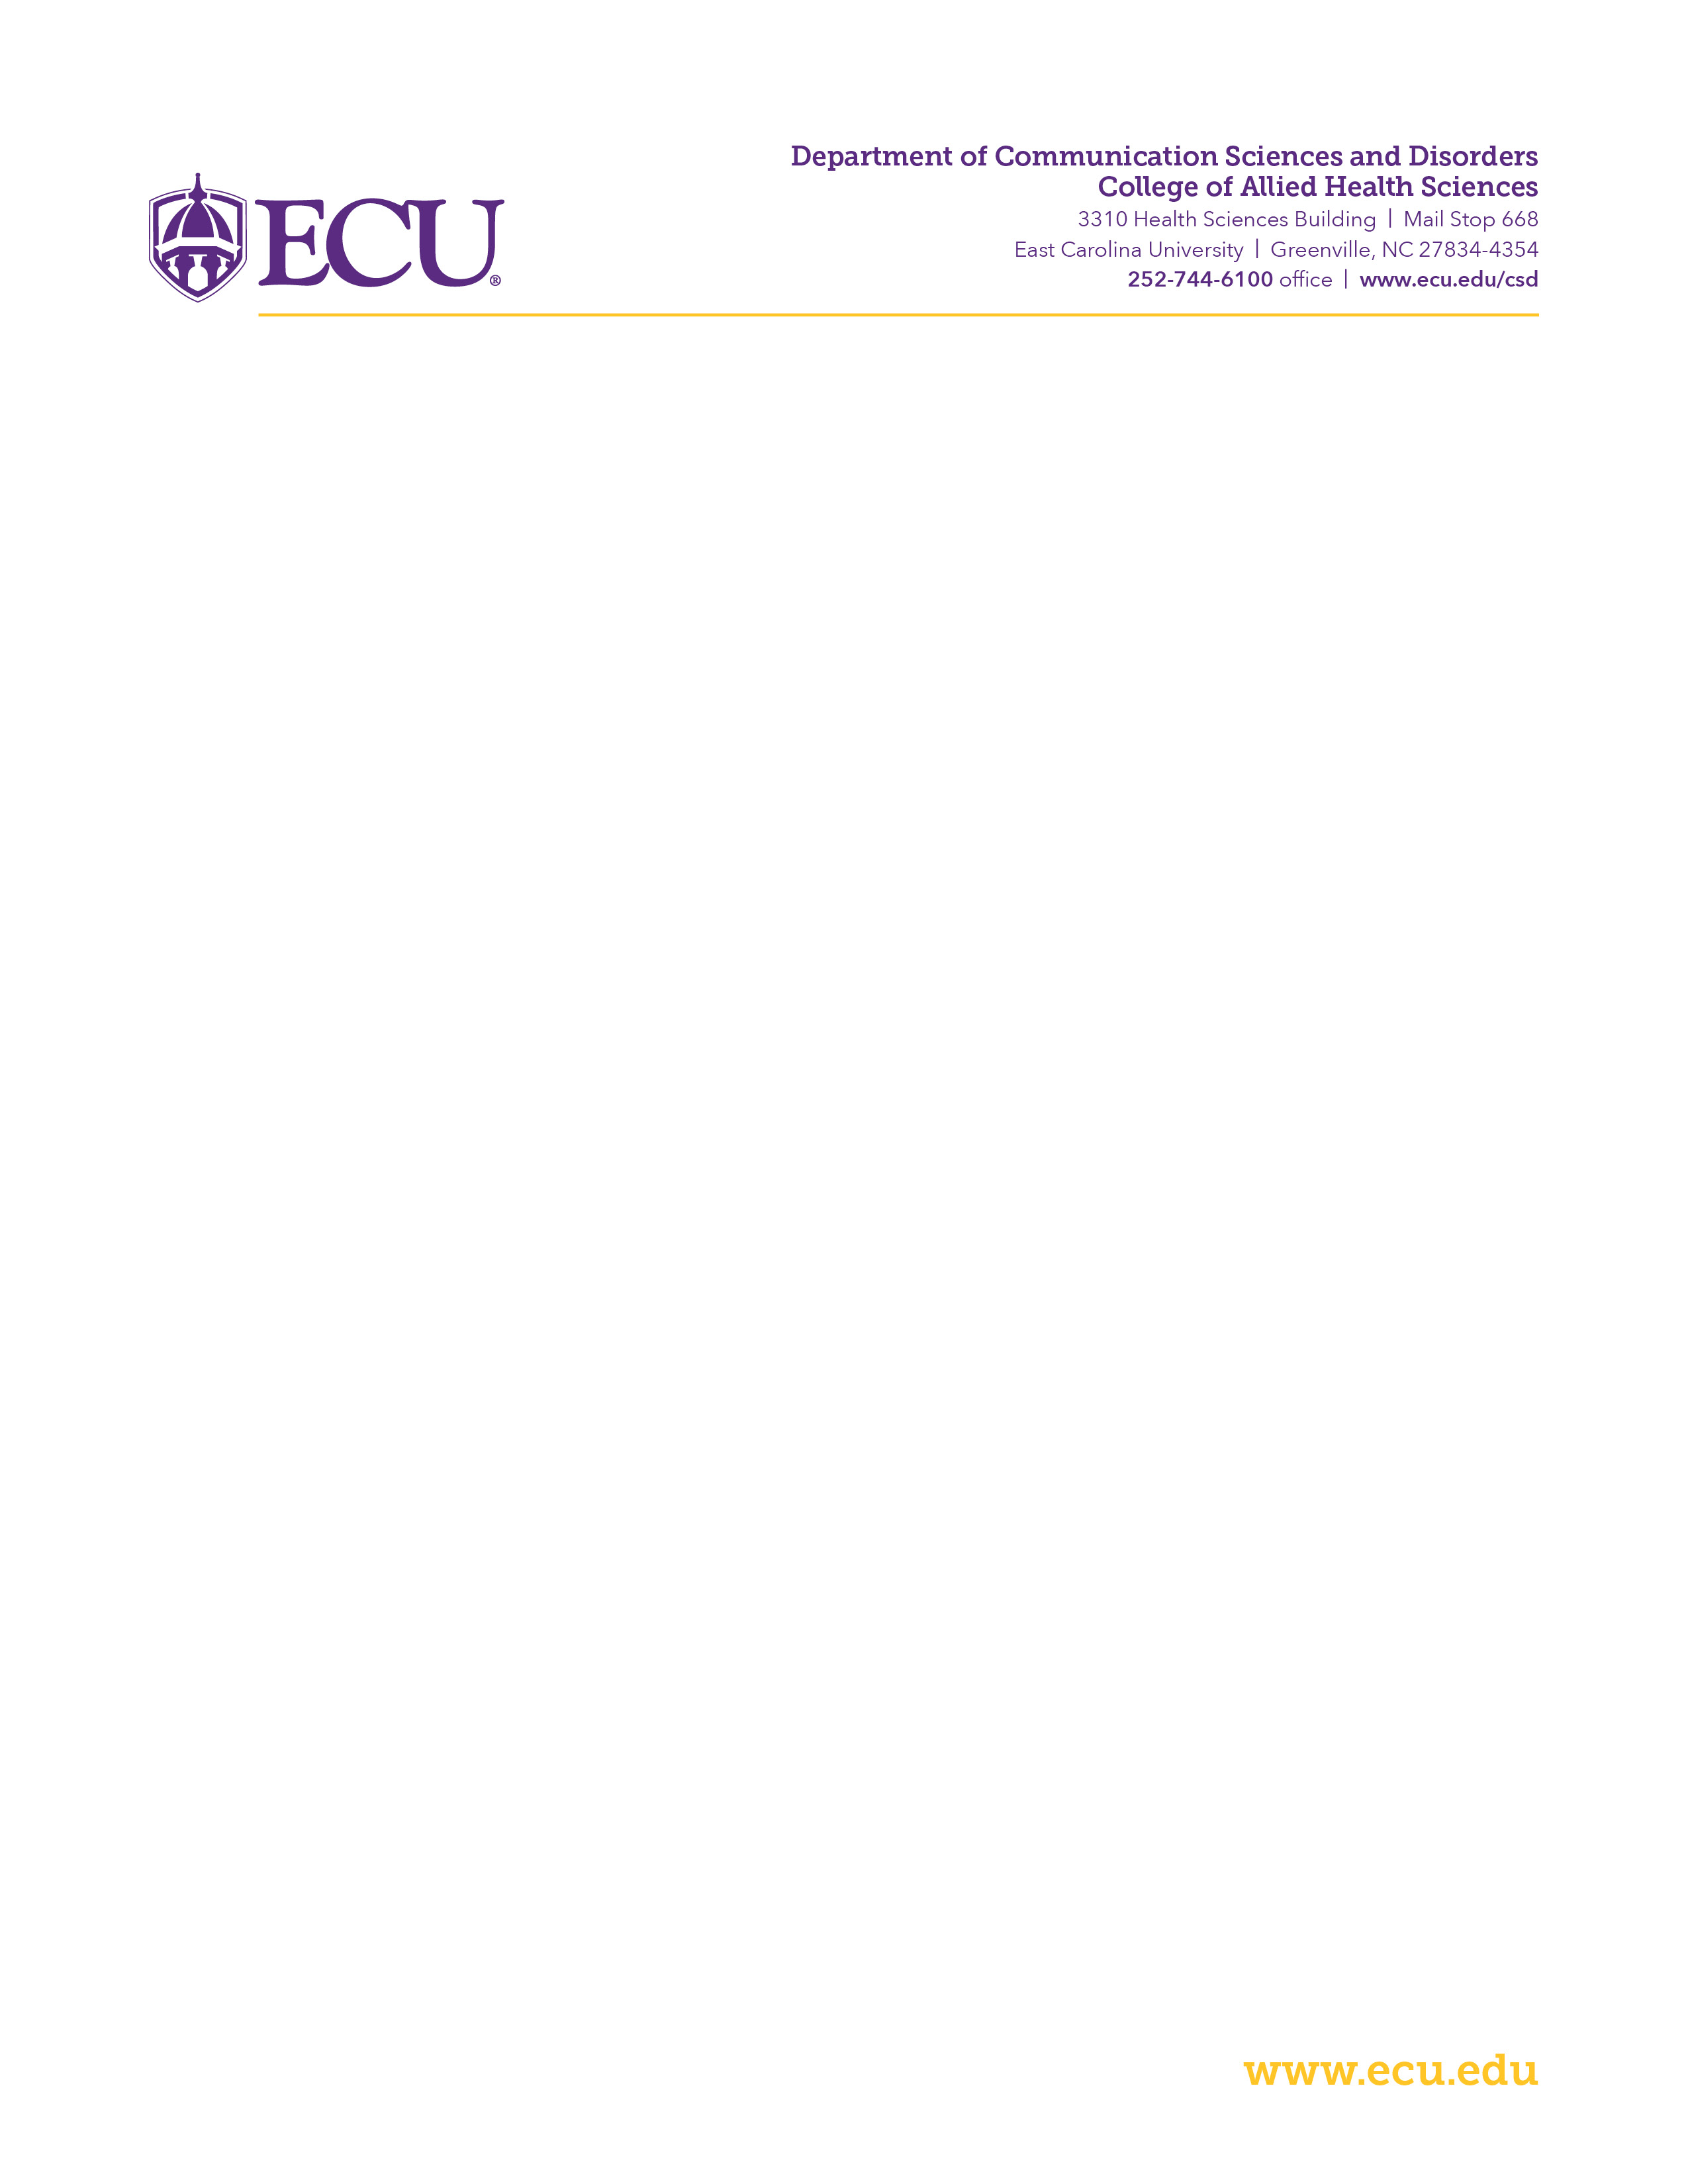 ECU®
Department of Communication Sciences and Disorders
College of Allied Health Sciences
3310 Health Sciences Building | Mail Stop 668
East Carolina University | Greenville, NC 27834-4354
252-744-6100 office | www.ecu.edu/csd
www.ecu.edu